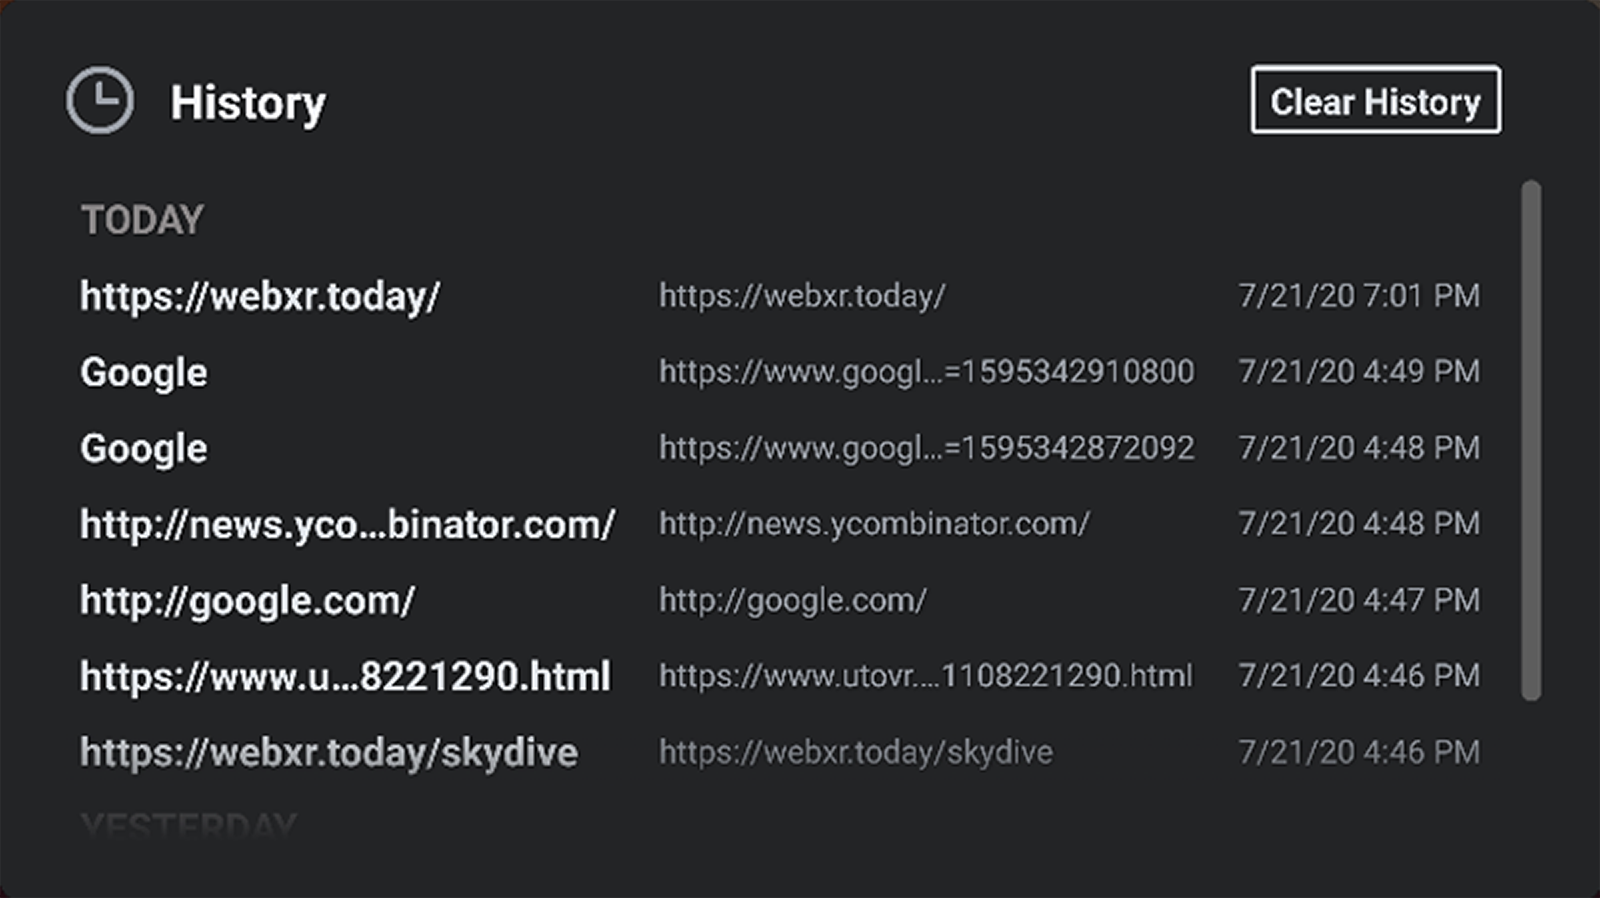 History
Clear History
TODAY
https://webxr.today/ https://webxr.today/ 7/21/20 7:01 PM
Google https://www.googl...=1595342910800 7/21/20 4:49 PM
Google https://www.googl...=1595342872092 7/21/20 4:48 PM
http://news.yco...binator.com/ http://news.ycombinator.com/ 7/21/20 4:48 PM
http://google.com/ http://google.com/ 7/21/20 4:47 PM
https://www.u...8221290.html https://www.utovr....1108221290.html 7/21/20 4:46 PM
https://webxr.today/skydive https://webxr.today/skydive 7/21/20 4:46 PM
YESTERDAY